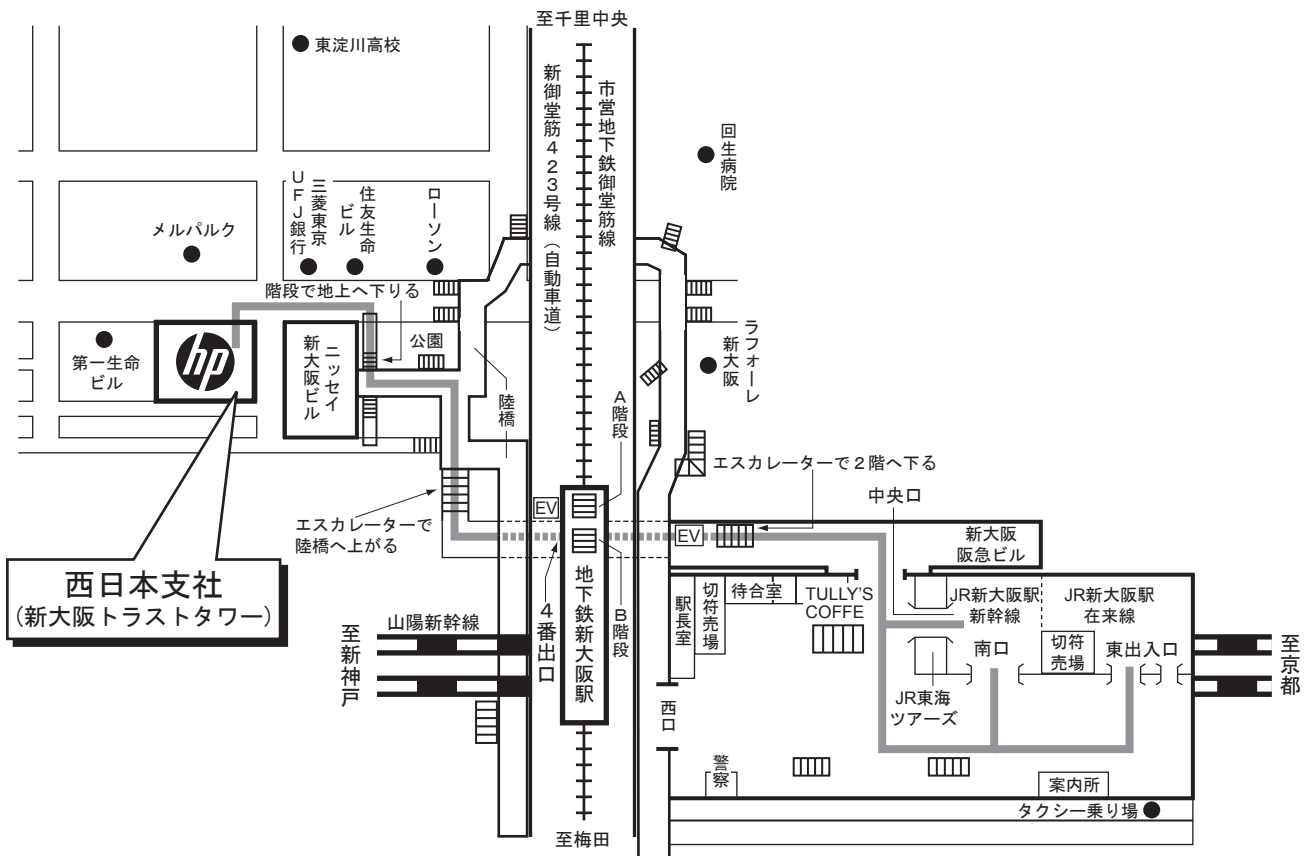 至千里中央
東淀川高校
新御堂筋423号線（自動車道）
市営地下鉄御堂筋線
回生病院
メルパルク
三菱東京
UFJ銀行
住友生命
ビル
ローソン
階段で地上へ下りる
第一生命
ビル
hp
ニッセイ
新大阪ビル
公園
陸橋
A階段
ラフォーレ
新大阪
エスカレーターで2階へ下る
中央口
EV
EV
エスカレーターで
陸橋へ上がる
新大阪
阪急ビル
西日本支社
(新大阪トラストタワー)
4番出口
地下鉄新大阪駅
B階段
駅長室
切符売場
待合室
TULLY'S
COFFE
JR新大阪駅
新幹線
JR新大阪駅
在来線
南口
切符
売場
東出入口
山陽新幹線
至新神戸
至京都
西口
JR東海
ツアーズ
警察
案内所
タクシー乗り場
至梅田